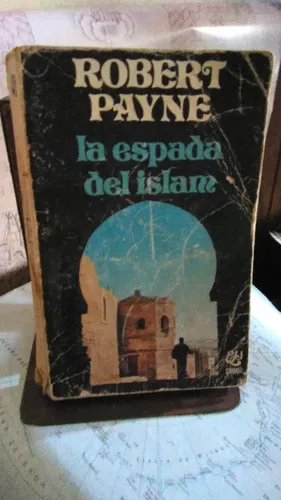 ROBERT
PAYNE
la espada
del islam